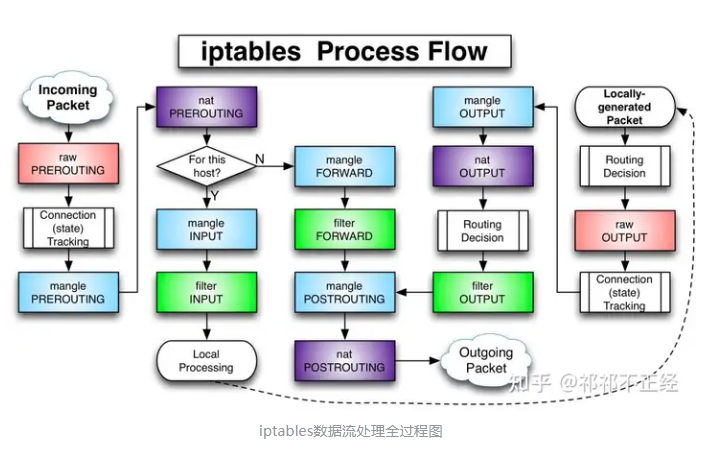 iptables Process Flow
Incoming
Packet
raw
PREROUTING
Connection
(state)
Tracking
mangle
PREROUTING
nat
PREROUTING
For this
host?
N
Y
mangle
INPUT
filter
INPUT
Local
Processing
mangle
FORWARD
filter
FORWARD
mangle
POSTROUTING
nat
POSTROUTING
Outgoing
Packet
mangle
OUTPUT
nat
OUTPUT
Routing
Decision
filter
OUTPUT
Locally-
generated
Packet
Routing
Decision
raw
OUTPUT
Connection
(state)
Tracking
知乎 @祁祁不正经
iptables数据流处理全过程图